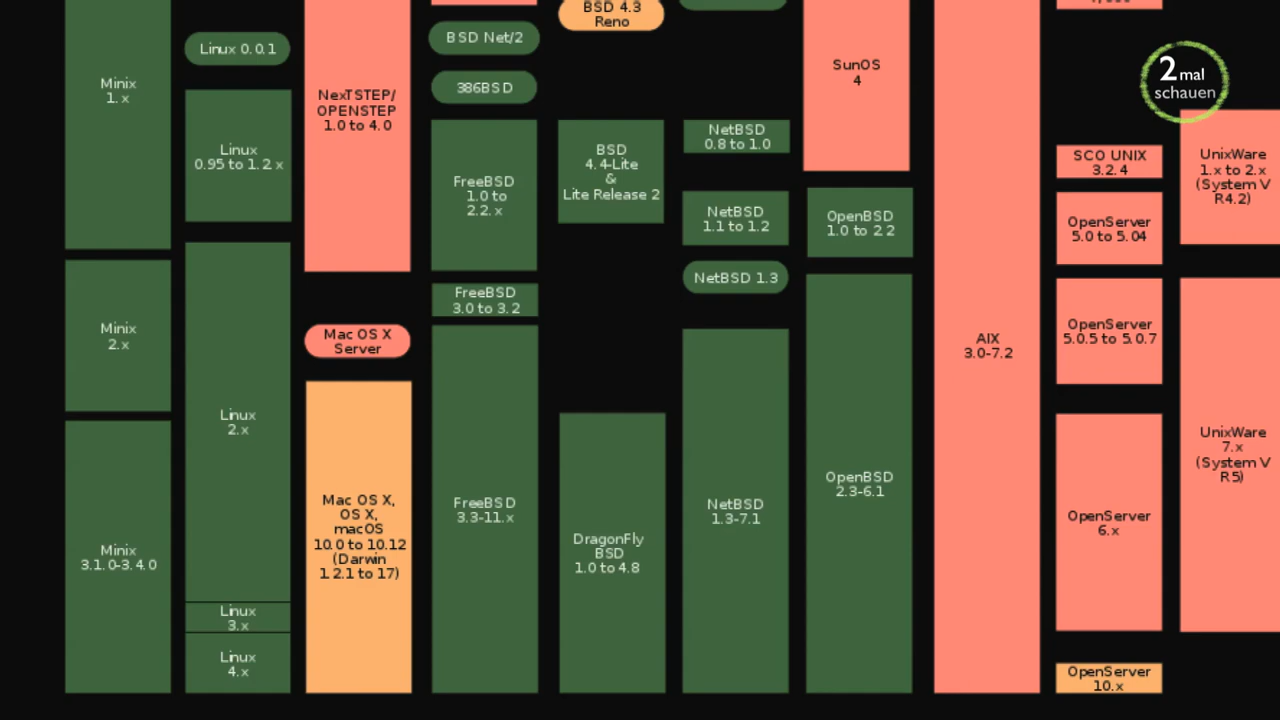 BSD 4.3
Reno
Linux 0.0.1
BSD Net/2
SunOS
4
2mal
schauen
Minix
1.x
386BSD
NeXTSTEP/
OPENSTEP
1.0 to 4.0
NetBSD
0.8 to 1.0
Linux
0.95 to 1.2.x
BSD
4.4-Lite
&
Lite Release 2
SCO UNIX
3.2.4
UnixWare
1.x to 2.x
(System V
R4.2)
FreeBSD
1.0 to
2.2.x
NetBSD
1.1 to 1.2
OpenBSD
1.0 to 2.2
OpenServer
5.0 to 5.04
NetBSD 1.3
FreeBSD
3.0 to 3.2
Minix
2.x
Mac OS X
Server
AIX
3.0-7.2
OpenServer
5.0.5 to 5.0.7
Linux
2.x
UnixWare
7.x
(System V
R5)
OpenBSD
2.3-6.1
Mac OS X,
OS X,
macOS
10.0 to 10.12
(Darwin
1.2.1 to 17)
FreeBSD
3.3-11.x
NetBSD
1.3-7.1
OpenServer
6.x
Minix
3.1.0-3.4.0
DragonFly
BSD
1.0 to 4.8
Linux
3.x
Linux
4.x
OpenServer
10.x